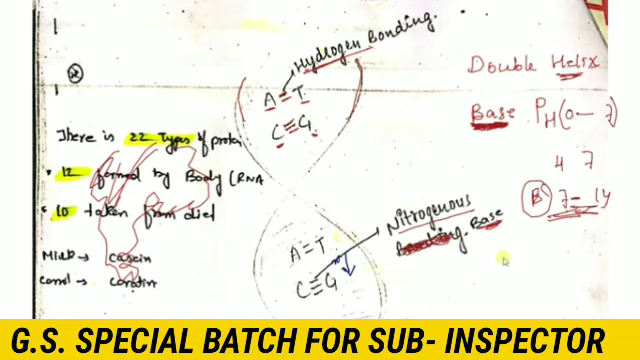 Hydrogen Bonding.
A=T
C≡G
There is 22 Types of protein
12 formed by Body (RNA
10 taken from diet
Milk → casein
A=T
C≡G
Nitrogenous
Base
Double Helix
Base PH(0- 7)
4 7
7 - 14
G.S. SPECIAL BATCH FOR SUB- INSPECTOR